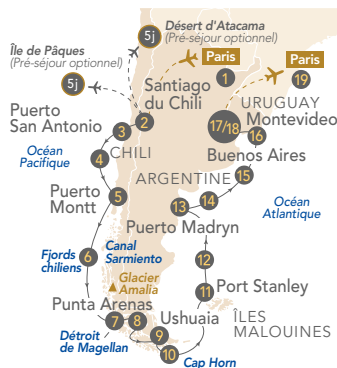 Désert d'Atacama
(Pré-séjour optionnel)
5j
Île de Pâques
(Pré-séjour optionnel)
5j
Paris
Paris
1
19
Santiago
du Chili
2
URUGUAY
Montevideo
17/18
16
Puerto
San Antonio
3
4
CHILI
Océan
Pacifique
Buenos Aires
15
ARGENTINE
14
13
Océan
Atlantique
Puerto
Montt
5
Puerto Madryn
Fjords
chiliens
6
Canal
Sarmiento
12
Glacier
Amalia
11
Port Stanley
Punta Arenas
7
8
Ushuaia
9
10
ÎLES
MALOUINES
Détroit
de Magellan
Cap Horn